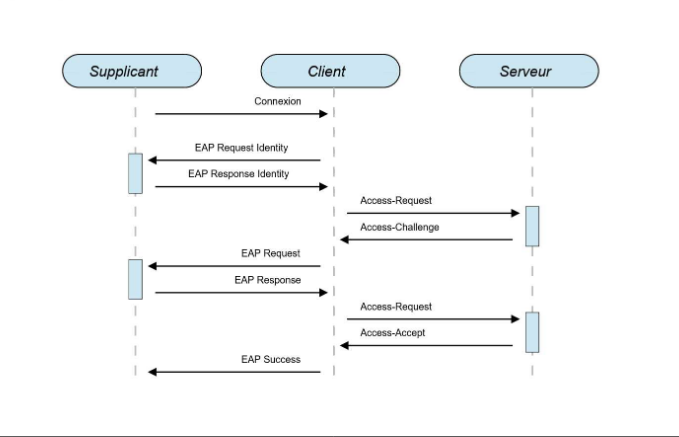 Supplicant Client Serveur
Connexion
EAP Request Identity
EAP Response Identity
Access-Request
Access-Challenge
EAP Request
EAP Response
Access-Request
Access-Accept
EAP Success